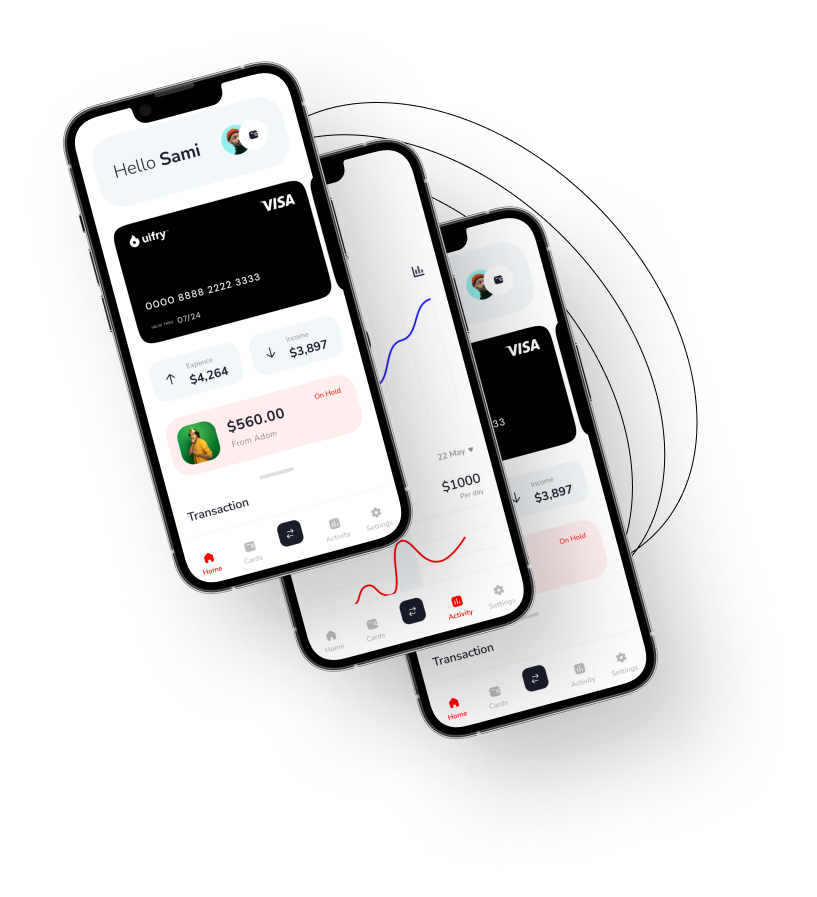 Hello Sami
VISA
uifry
0000 8888 2222 3333
VALID THRU 07/24
Expence
$4,264
Income
$3,897
On Hold
$560.00
From Adom
Transaction
Home
Cards
Activity
Settings
22 May
$1000
Per day
Home
Cards
Activity
Settings
VISA
33
Income
$3,897
On Hold
Transaction
Home
Cards
Activity
Settings